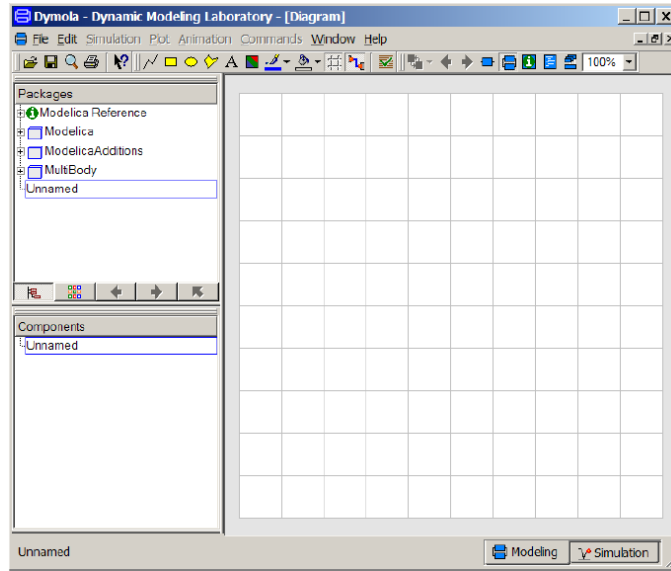 Dymola - Dynamic Modeling Laboratory - [Diagram]
File Edit Simulation Plot Animation Commands Window Help
A 100%
Packages
Modelica Reference
Modelica
ModelicaAdditions
MultiBody
Unnamed
Components
Unnamed
Unnamed Modeling Simulation